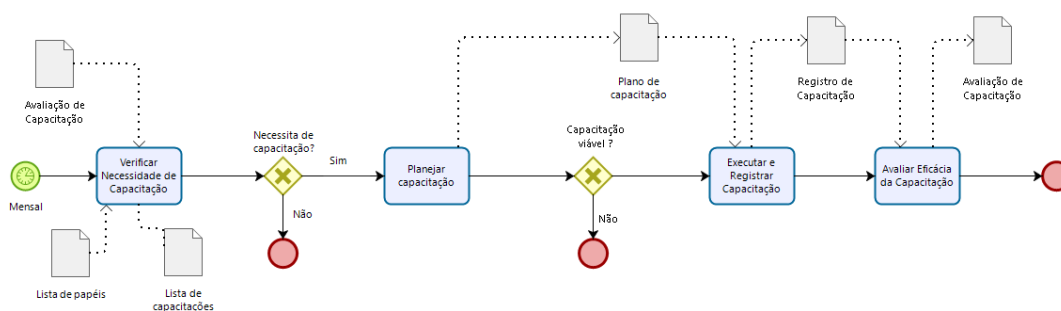 Avaliação de
Capacitação
Mensal
Verificar
Necessidade de
Capacitação
Lista de papéis
Lista de
capacitações
Necessita de
capacitação?
Sim
Não
Planejar
capacitação
Plano de
capacitação
Capacitação
viável ?
Não
Executar e
Registrar
Capacitação
Registro de
Capacitação
Avaliar Eficácia
da Capacitação
Avaliação de
Capacitação